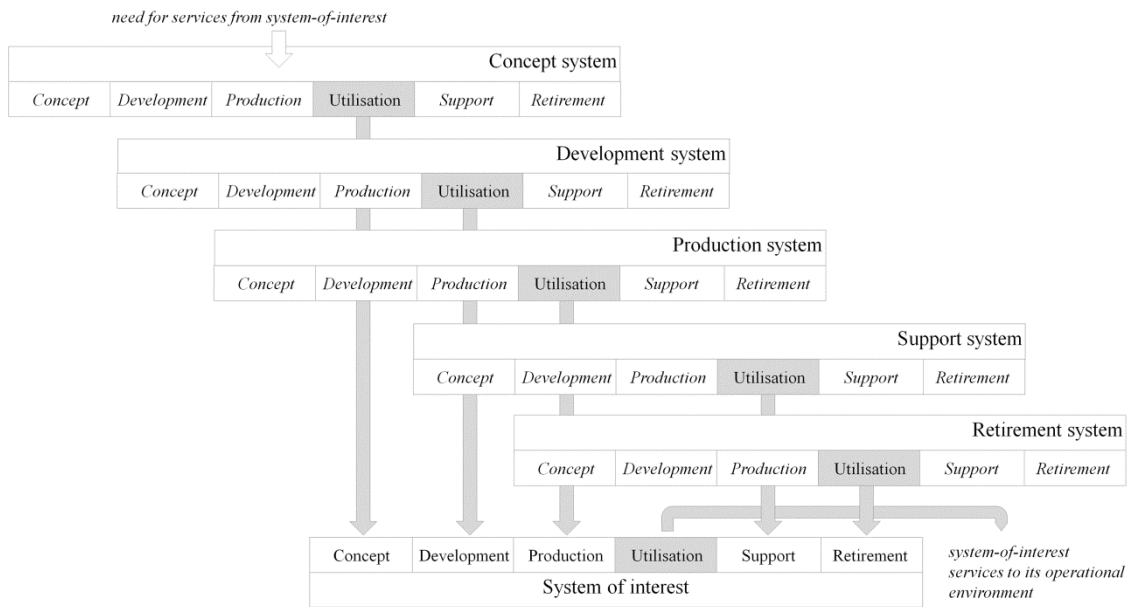 need for services from system-of-interest
Concept system
Concept Development Production Utilisation Support Retirement
Development system
Concept Development Production Utilisation Support Retirement
Production system
Concept Development Production Utilisation Support Retirement
Support system
Concept Development Production Utilisation Support Retirement
Retirement system
Concept Development Production Utilisation Support Retirement
Concept Development Production Utilisation Support Retirement
System of interest
system-of-interest
services to its operational
environment